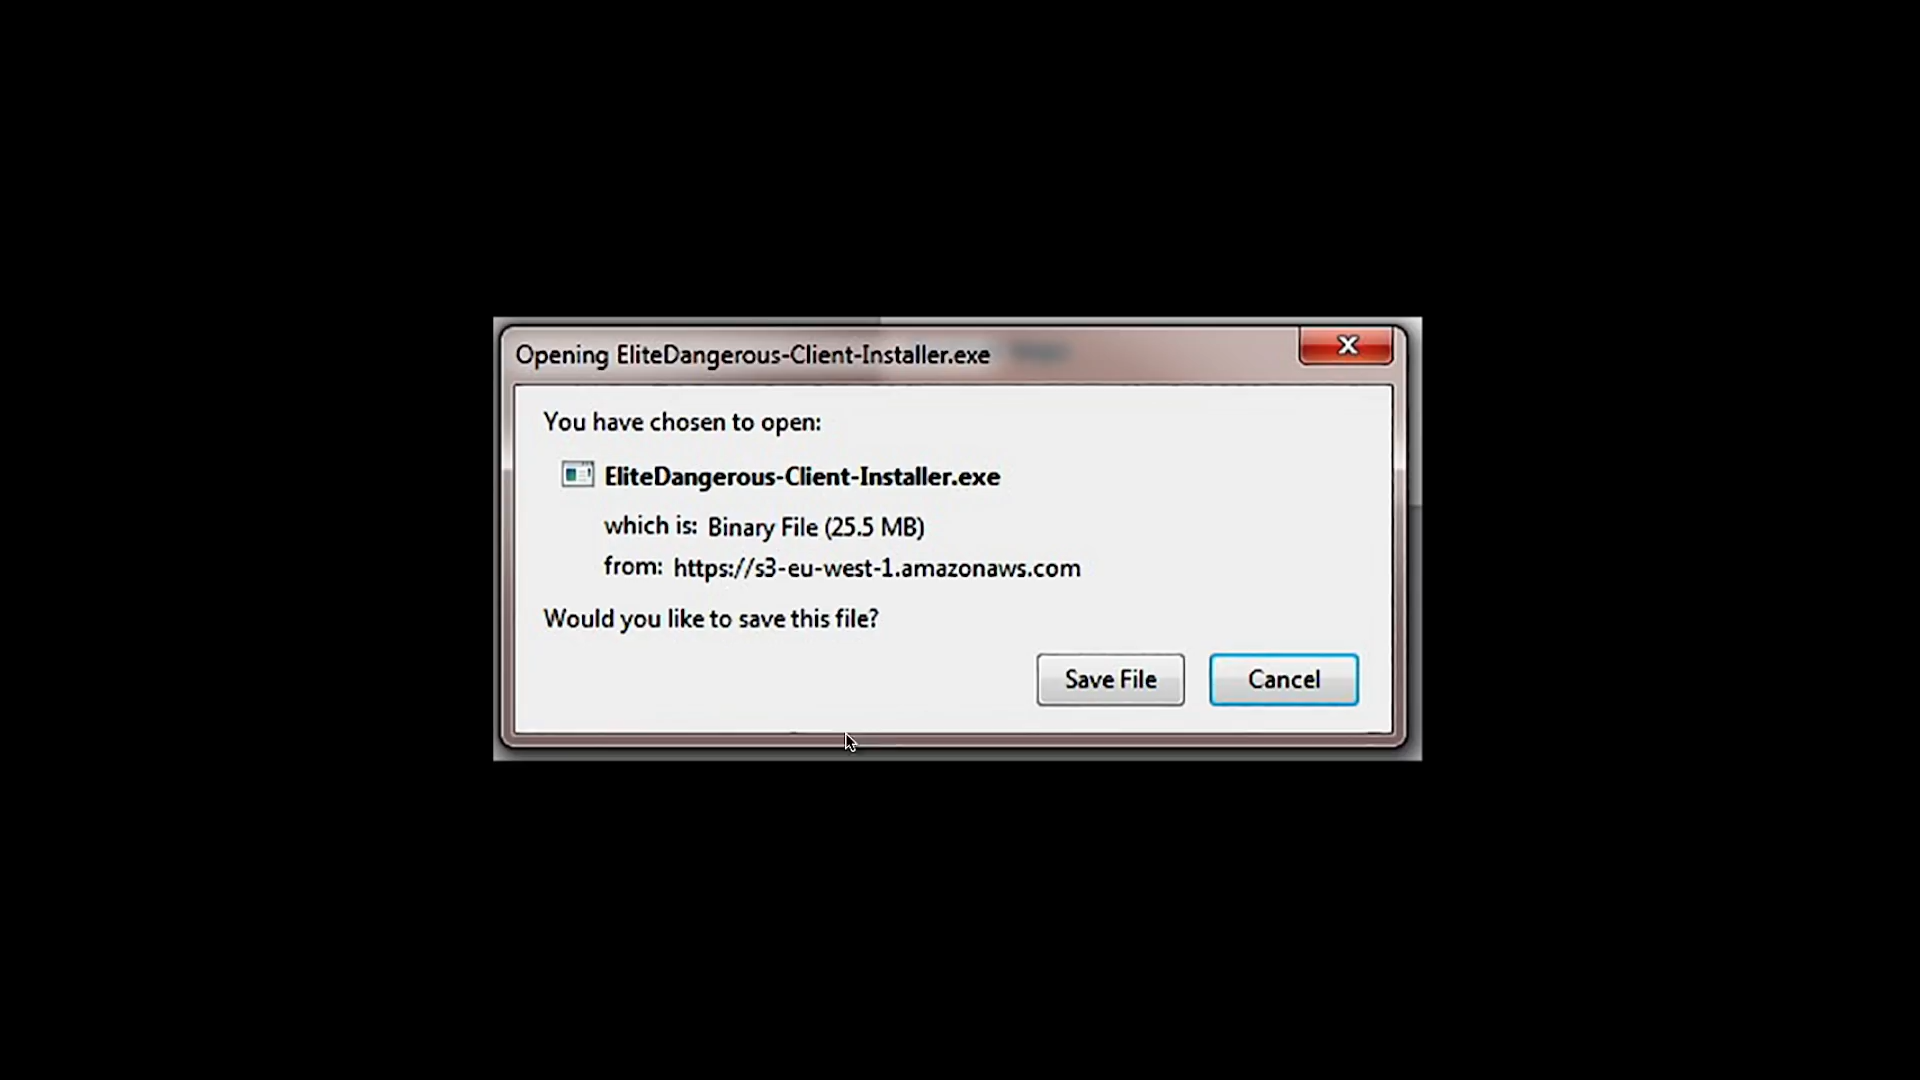 Opening EliteDangerous-Client-Installer.exe
You have chosen to open:
EliteDangerous-Client-Installer.exe
which is: Binary File (25.5 MB)
from: https://s3-eu-west-1.amazonaws.com
Would you like to save this file?
Save File
Cancel